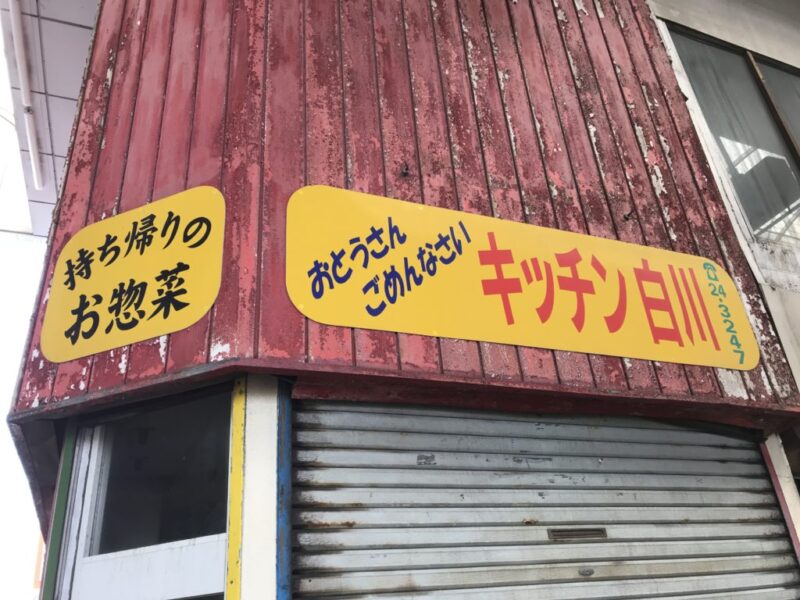 持ち帰りの
お惣菜
おとうさん
ごめんなさい
キッチン白川
☎24・3247